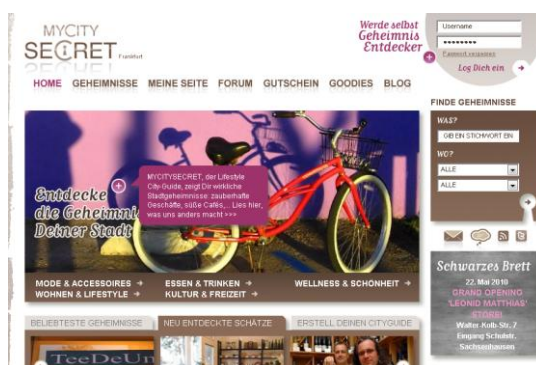 MYCITY
SECRET Frankfurt
Werde selbst
Geheimnis
Entdecker
Username
Log Dich ein
HOME GEHEIMNISSE MEINE SEITE FORUM GUTSCHEIN GOODIES BLOG
MYCITYSECRET, der Lifestyle
City-Guide, zeigt Dir wirkliche
Stadtgeheimnisse: zauberhafte
Geschäfte, süße Cafés,... Lies hier,
was uns anders macht >>>
Entdecke
die Geheimni
Deiner Stadt
MODE & ACCESSOIRES
ESSEN & TRINKEN
WELLNESS & SCHÖNHEIT
WOHNEN & LIFESTYLE
KULTUR & FREIZEIT
BELIEBTESTE GEHEIMNISSE
NEU ENTDECKTE SCHÄTZE
ERSTELL DEINEN CITYGUIDE
TeeDeUn
FINDE GEHEIMNISSE
WAS?
GIB EIN STICHWORT EIN
WO?
ALLE
ALLE
Schwarzes Brett
22. Mai 2010
GRAND OPENING
'LEONID MATTHIAS'
STORE!
Walter-Kolb-Str. 7
Eingang Schulstr.
Sachsenhausen